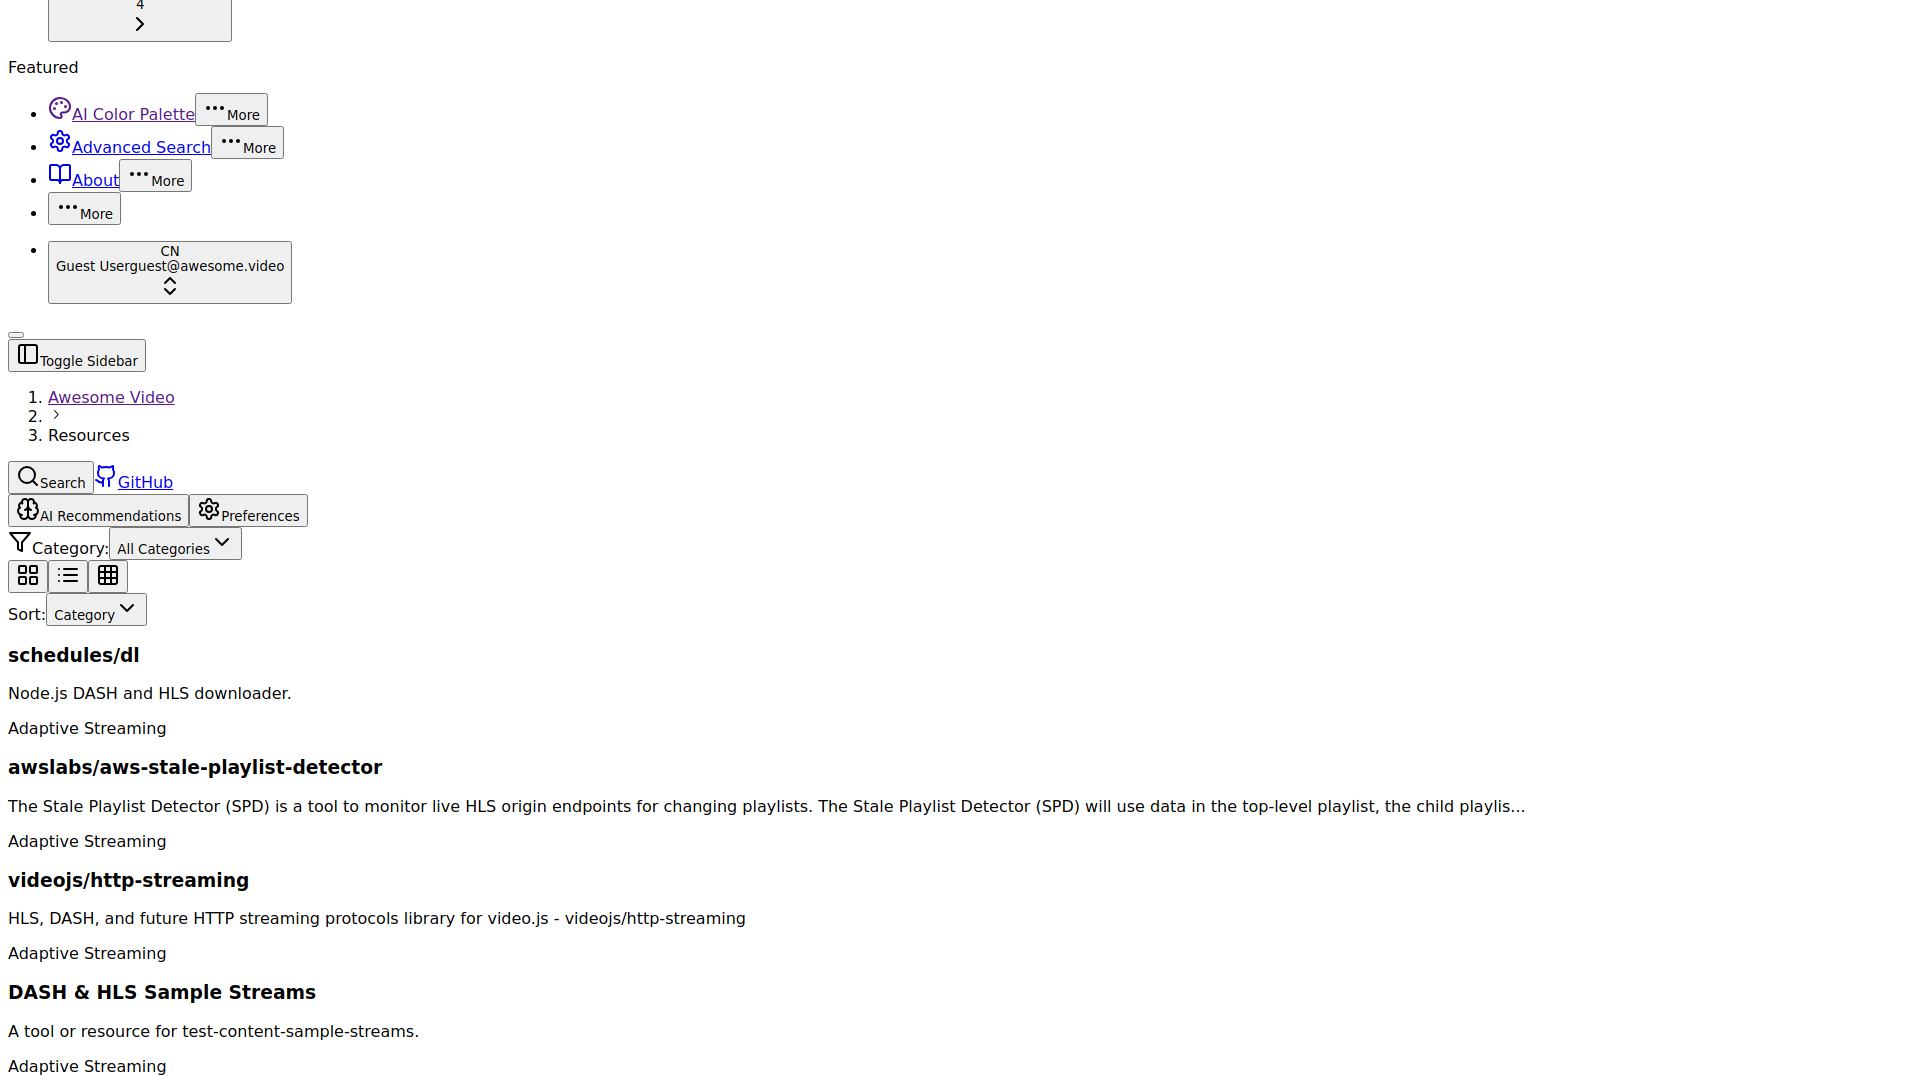 4
Featured
AI Color Palette More
Advanced Search More
About More
More
CN
Guest Userguest@awesome.video
Toggle Sidebar
1. Awesome Video
2.
3. Resources
Search GitHub
AI Recommendations Preferences
Category: All Categories
Sort: Category
schedules/dl
Node.js DASH and HLS downloader.
Adaptive Streaming
awslabs/aws-stale-playlist-detector
The Stale Playlist Detector (SPD) is a tool to monitor live HLS origin endpoints for changing playlists. The Stale Playlist Detector (SPD) will use data in the top-level playlist, the child playlis...
Adaptive Streaming
videojs/http-streaming
HLS, DASH, and future HTTP streaming protocols library for video.js - videojs/http-streaming
Adaptive Streaming
DASH & HLS Sample Streams
A tool or resource for test-content-sample-streams.
Adaptive Streaming